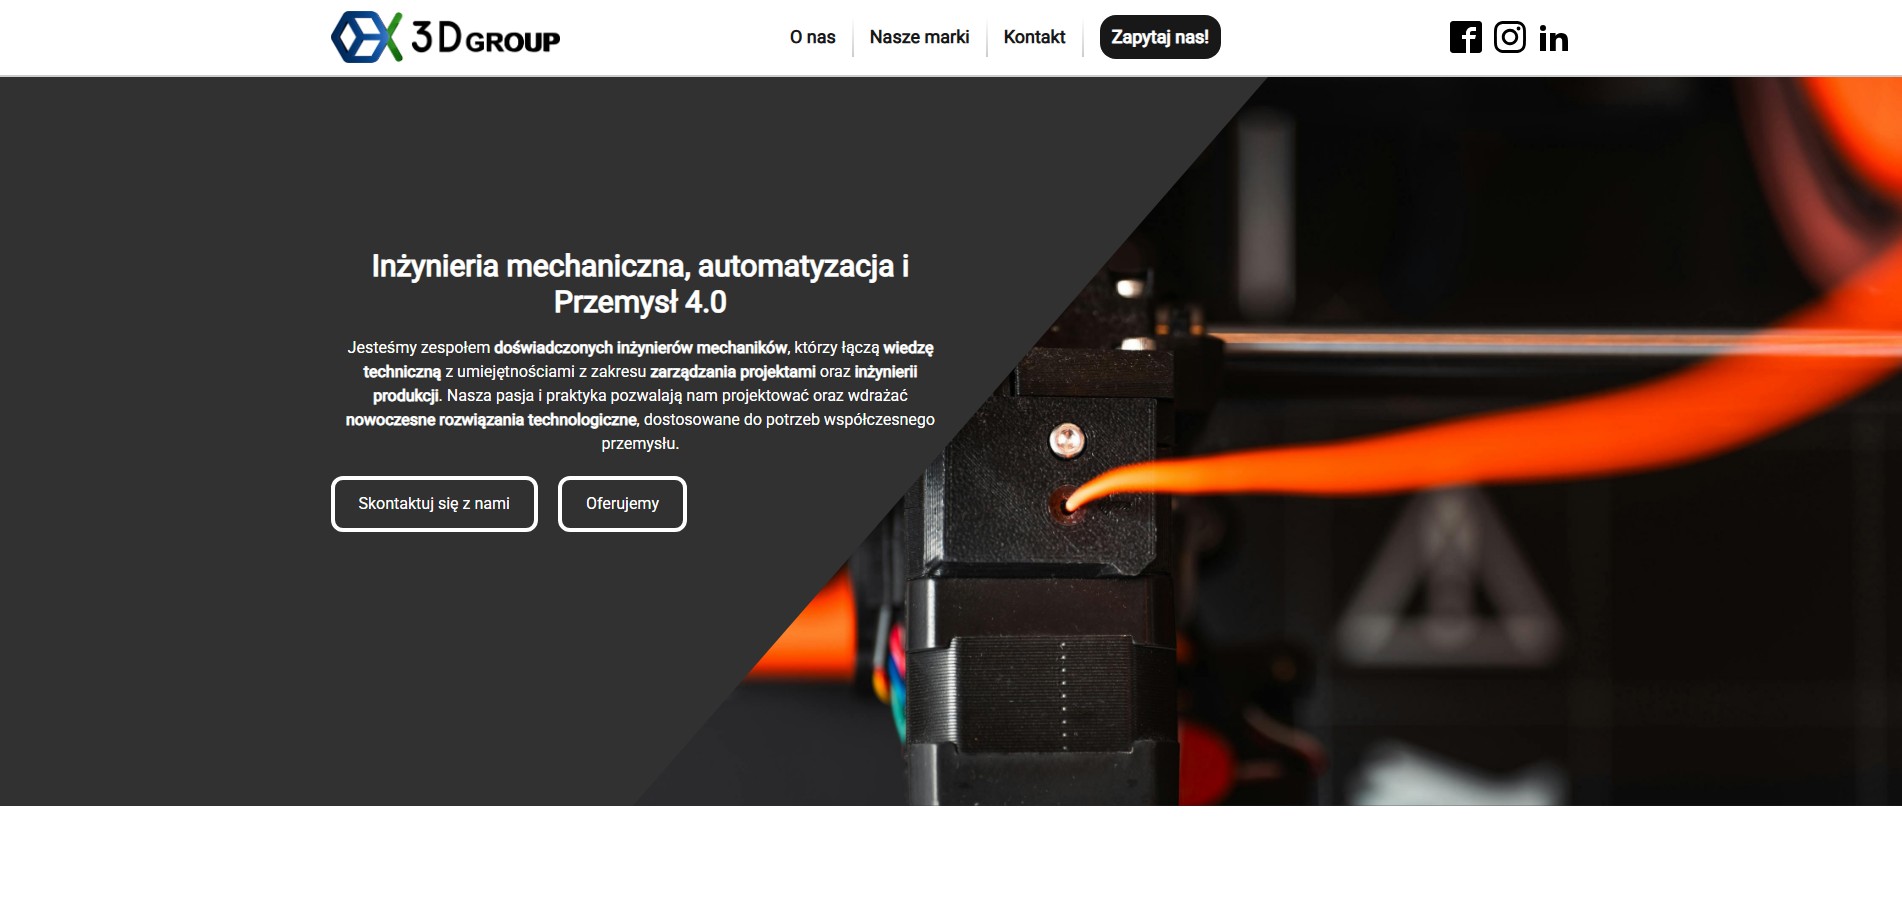 3D GROUP
O nas
Nasze marki
Kontakt
Zapytaj nas!
Inżynieria mechaniczna, automatyzacja i
Przemysł 4.0
Jesteśmy zespołem doświadczonych inżynierów mechaników, którzy łączą wiedzę
techniczną z umiejętnościami z zakresu zarządzania projektami oraz inżynierii
produkcji. Nasza pasja i praktyka pozwalają nam projektować oraz wdrażać
nowoczesne rozwiązania technologiczne, dostosowane do potrzeb współczesnego
przemysłu.
Skontaktuj się z nami
Oferujemy